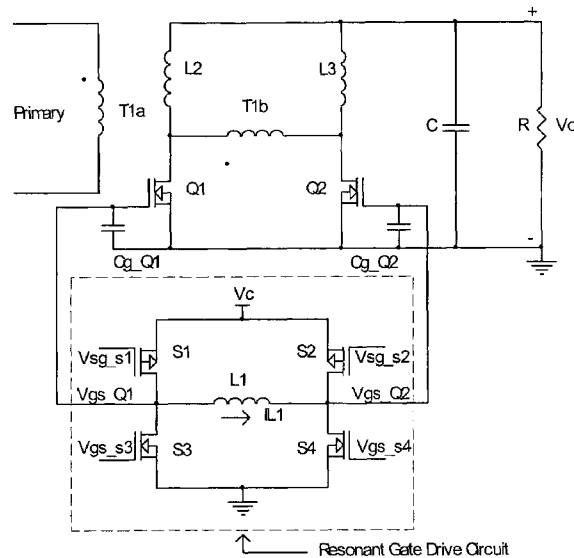 +
L2
L3
T1b
Primary
T1a
C
R
Vo
Q1
Q2
-
Cg_Q1
Cg_Q2
Vc
Vsg_s1
S1
S2
Vsg_s2
L1
Vgs_Q1
Vgs_Q2
IL1
Vgs_s3
S3
S4
Vgs_s4
Resonant Gate Drive Circuit